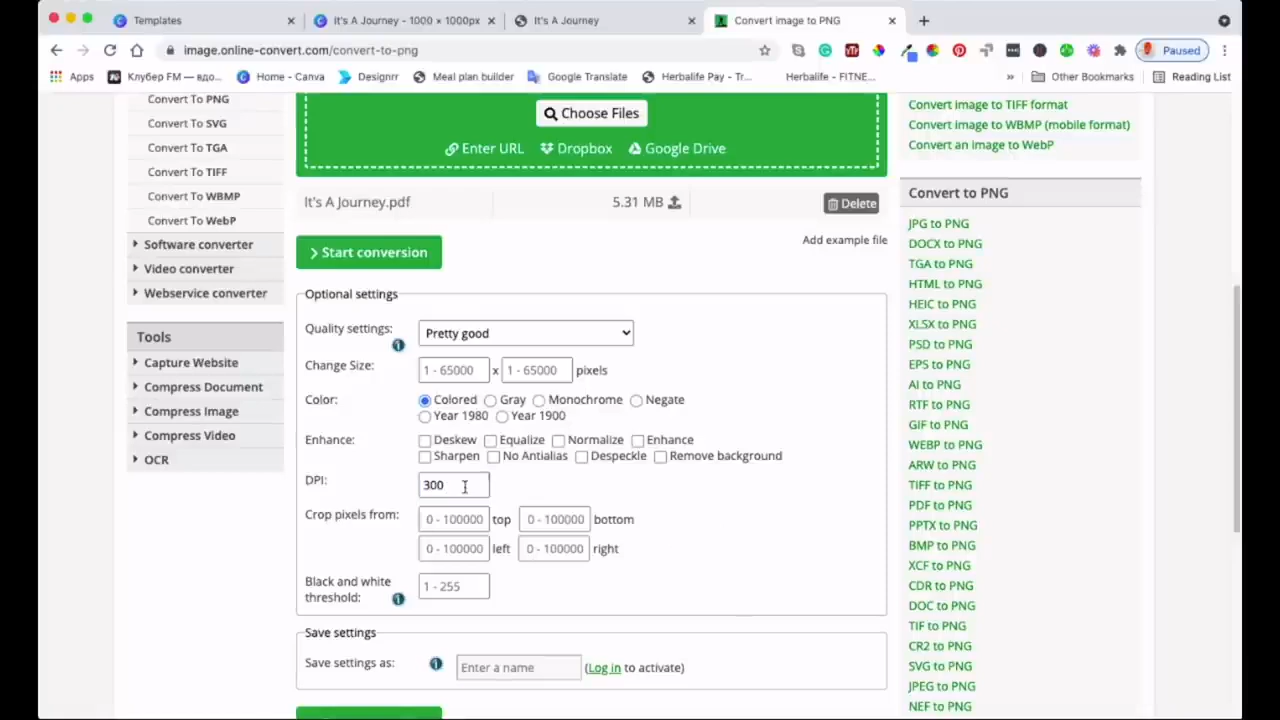 Templates
It's A Journey - 1000 × 1000px
It's A Journey
Convert image to PNG
image.online-convert.com/convert-to-png
Paused
Apps
Клубер FM — вдо...
Home - Canva
Designrr
Meal plan builder
Google Translate
Herbalife Pay - Tr...
Herbalife - FITNE...
»
Other Bookmarks
Reading List
Convert To PNG
Convert To SVG
Convert To TGA
Convert To TIFF
Convert To WBMP
Convert To WebP
Software converter
Video converter
Webservice converter
Tools
Capture Website
Compress Document
Compress Image
Compress Video
OCR
Choose Files
Enter URL
Dropbox
Google Drive
It's A Journey.pdf
5.31 MB
Delete
Start conversion
Add example file
Optional settings
Quality settings:
Pretty good
Change Size:
1 - 65000 x 1 - 65000 pixels
Color:
Colored Gray Monochrome Negate
Year 1980 Year 1900
Enhance:
Deskew Equalize Normalize Enhance
Sharpen No Antialias Despeckle Remove background
DPI:
300
Crop pixels from:
0 - 100000 top 0 - 100000 bottom
0 - 100000 left 0 - 100000 right
Black and white
threshold:
1 - 255
Save settings
Save settings as:
Enter a name
(Log in to activate)
Convert image to TIFF format
Convert image to WBMP (mobile format)
Convert an image to WebP
Convert to PNG
JPG to PNG
DOCX to PNG
TGA to PNG
HTML to PNG
HEIC to PNG
XLSX to PNG
PSD to PNG
EPS to PNG
AI to PNG
RTF to PNG
GIF to PNG
WEBP to PNG
ARW to PNG
TIFF to PNG
PDF to PNG
PPTX to PNG
BMP to PNG
XCF to PNG
CDR to PNG
DOC to PNG
TIF to PNG
CR2 to PNG
SVG to PNG
JPEG to PNG
NEF to PNG